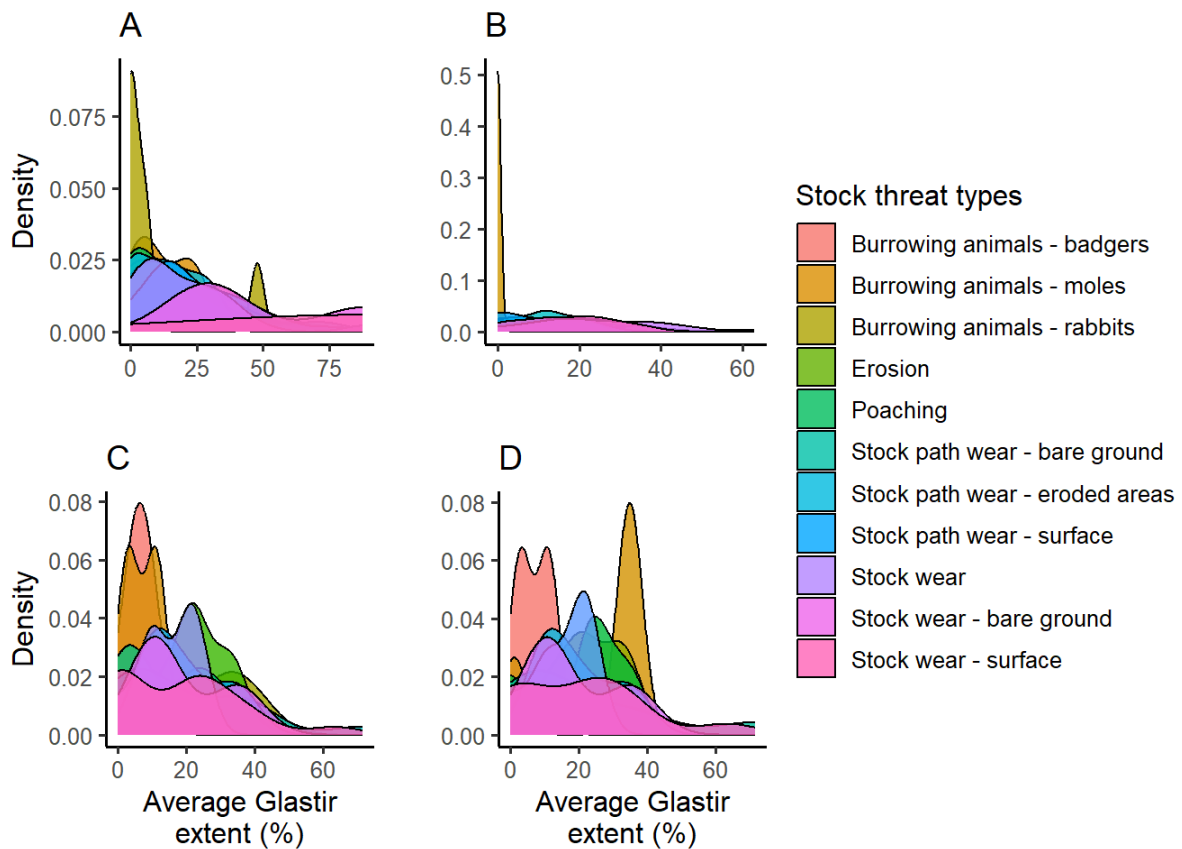 A
B
Density
0.075
0.050
0.025
0.000
0
25
50
75
0.5
0.4
0.3
0.2
0.1
0.0
0
20
40
60
C
D
Density
0.08
0.06
0.04
0.02
0.00
0
20
40
60
Average Glastir
extent (%)
0.08
0.06
0.04
0.02
0.00
0
20
40
60
Average Glastir
extent (%)
Stock threat types
Burrowing animals - badgers
Burrowing animals - moles
Burrowing animals - rabbits
Erosion
Poaching
Stock path wear - bare ground
Stock path wear - eroded areas
Stock path wear - surface
Stock wear
Stock wear - bare ground
Stock wear - surface